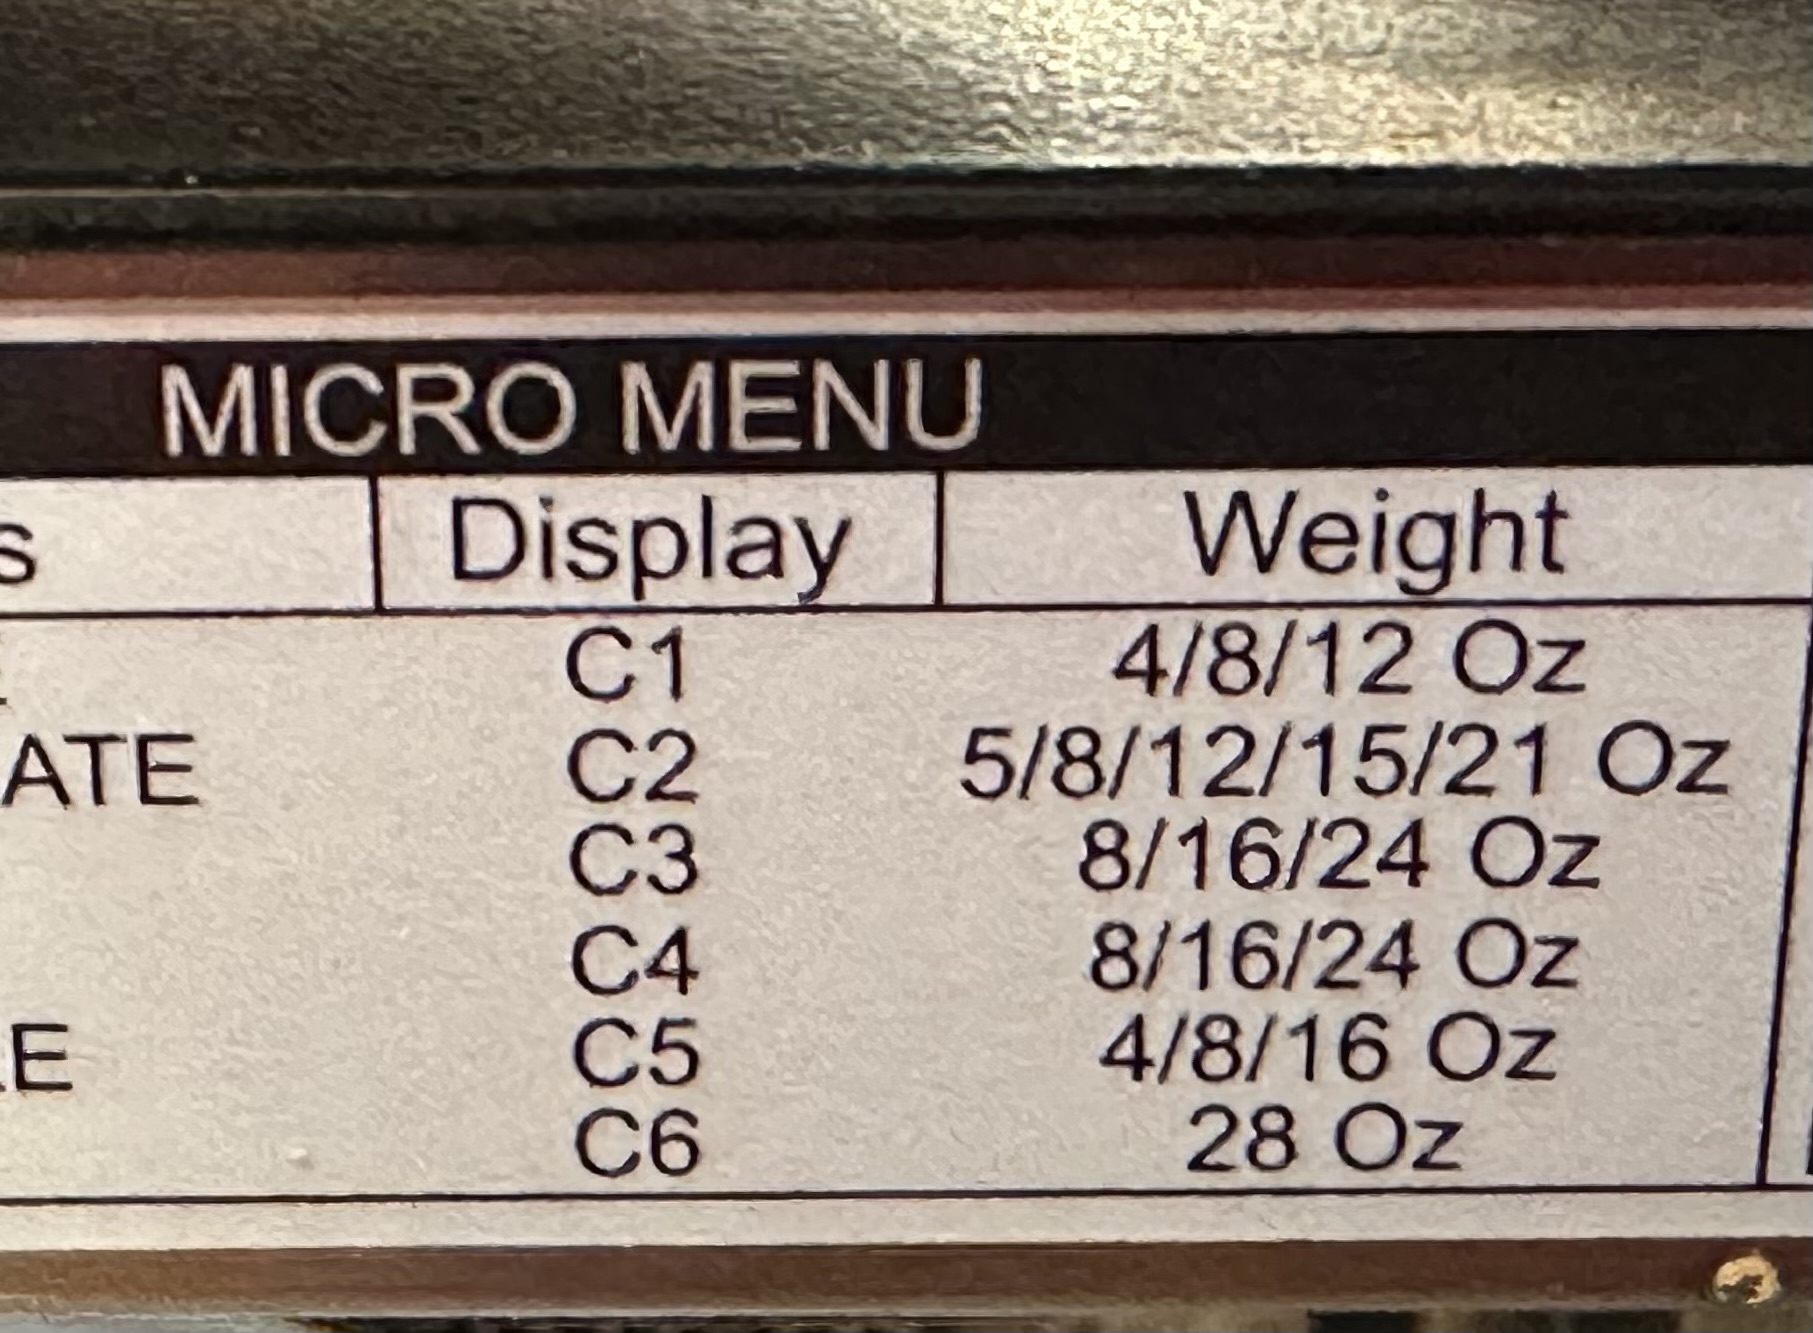 MICRO MENU
s Display Weight
C1 4/8/12 Oz
ATE C2 5/8/12/15/21 Oz
C3 8/16/24 Oz
C4 8/16/24 Oz
E C5 4/8/16 Oz
C6 28 Oz